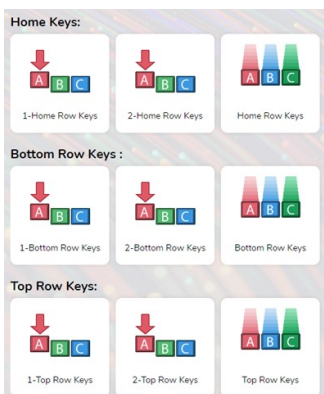 Home Keys:
A B C
A B C
A B C
1-Home Row Keys
2-Home Row Keys
Home Row Keys
Bottom Row Keys :
A B C
A B C
A B C
1-Bottom Row Keys
2-Bottom Row Keys
Bottom Row Keys
Top Row Keys:
A B C
A B C
A B C
1-Top Row Keys
2-Top Row Keys
Top Row Keys